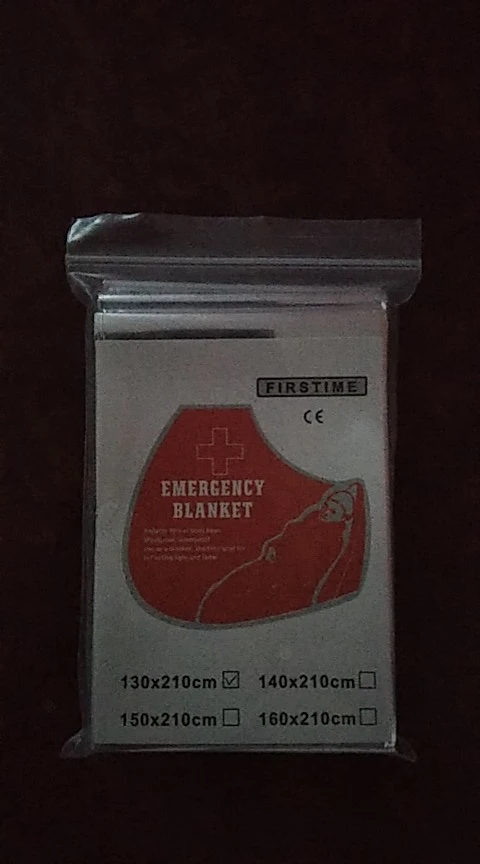 FIRSTIME
CE
EMERGENCY
BLANKET
130x210cm 140x210cm
150x210cm 160x210cm